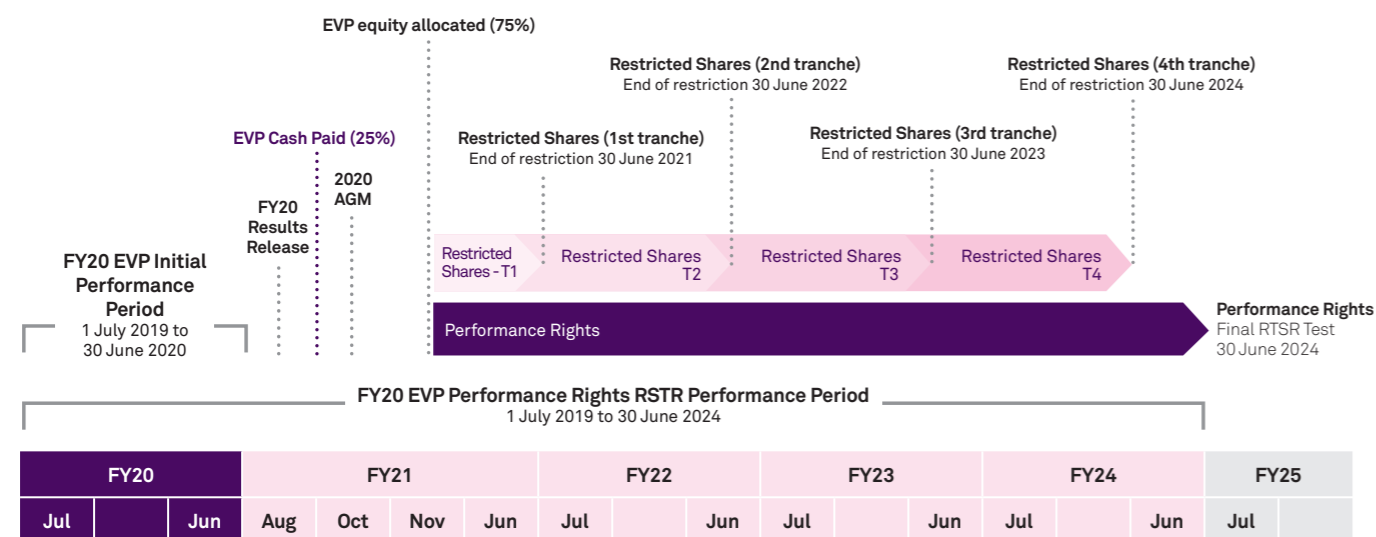 EVP equity allocated (75%)
Restricted Shares (2nd tranche)
End of restriction 30 June 2022
Restricted Shares (4th tranche)
End of restriction 30 June 2024
EVP Cash Paid (25%)
Restricted Shares (1st tranche)
End of restriction 30 June 2021
Restricted Shares (3rd tranche)
End of restriction 30 June 2023
2020
AGM
FY20
Results
Release
FY20 EVP Initial
Performance
Period
1 July 2019 to
30 June 2020
Restricted
Shares - T1
Restricted Shares
T2
Restricted Shares
T3
Restricted Shares
T4
Performance Rights
Performance Rights
Final RTSR Test
30 June 2024
FY20 EVP Performance Rights RSTR Performance Period
1 July 2019 to 30 June 2024
FY20 FY21 FY22 FY23 FY24 FY25
Jul Jun Aug Oct Nov Jun Jul Jun Jul Jun Jul Jun Jul